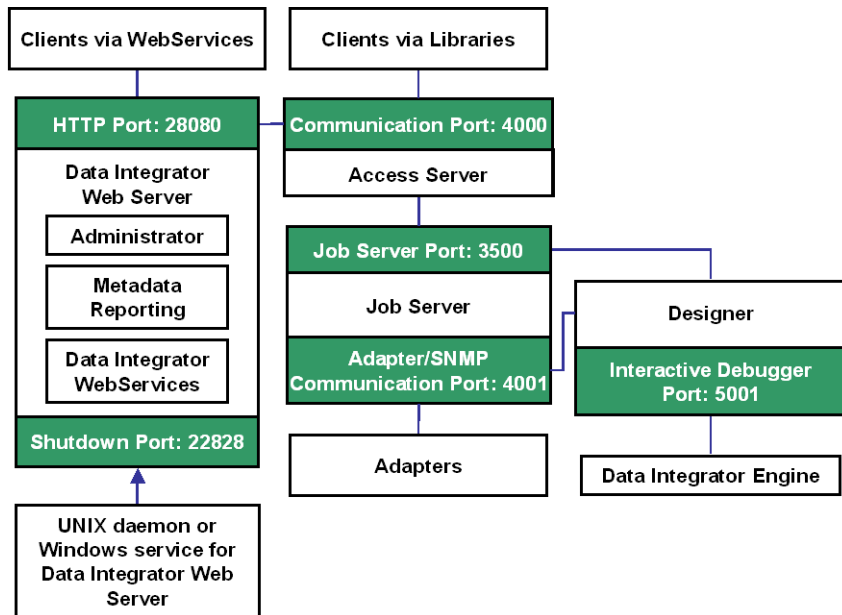 Clients via WebServices
HTTP Port: 28080
Data Integrator
Web Server
Administrator
Metadata
Reporting
Data Integrator
WebServices
Shutdown Port: 22828
UNIX daemon or
Windows service for
Data Integrator Web
Server
Clients via Libraries
Communication Port: 4000
Access Server
Job Server Port: 3500
Job Server
Adapter/SNMP
Communication Port: 4001
Adapters
Designer
Interactive Debugger
Port: 5001
Data Integrator Engine